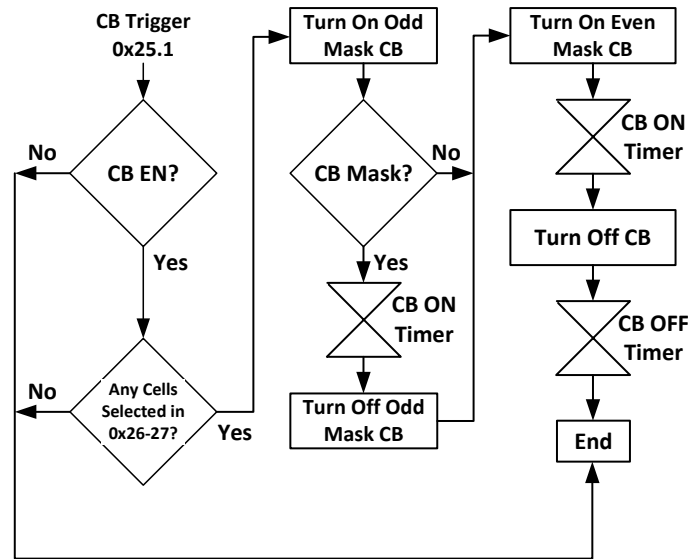 CB Trigger
0x25.1
CB EN?
No
Yes
Any Cells
Selected in
0x26-27?
No
Yes
Turn On Odd
Mask CB
CB Mask?
No
Yes
CB ON
Timer
Turn Off Odd
Mask CB
Turn On Even
Mask CB
CB ON
Timer
Turn Off CB
CB OFF
Timer
End